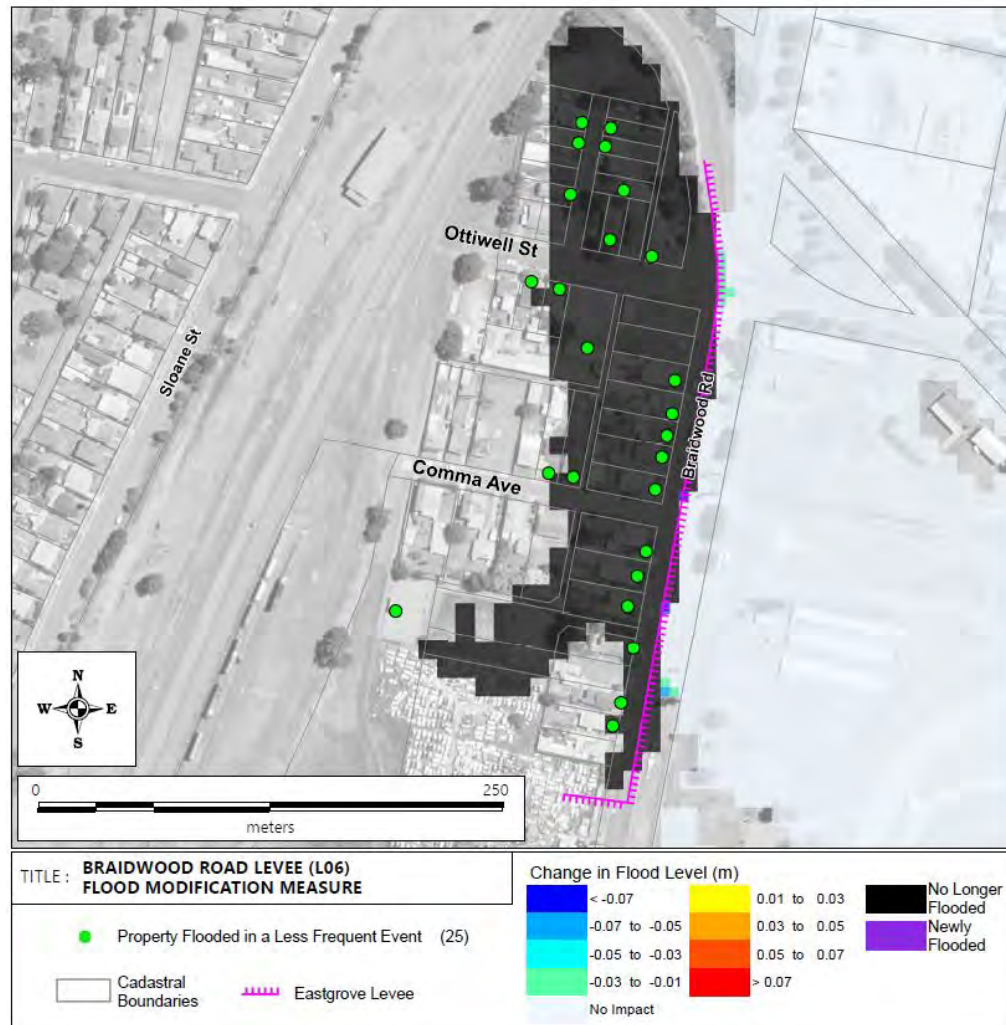 Ottiwell St
Sloane St
Braidwood Rd
Comma Ave
N
W E
S
0 250
meters
TITLE : BRAIDWOOD ROAD LEVEE (L06)
FLOOD MODIFICATION MEASURE
Property Flooded in a Less Frequent Event (25)
Cadastral
Boundaries
Eastgrove Levee
Change in Flood Level (m)
< -0.07
-0.07 to -0.05
-0.05 to -0.03
-0.03 to -0.01
No Impact
0.01 to 0.03
0.03 to 0.05
0.05 to 0.07
> 0.07
No Longer
Flooded
Newly
Flooded